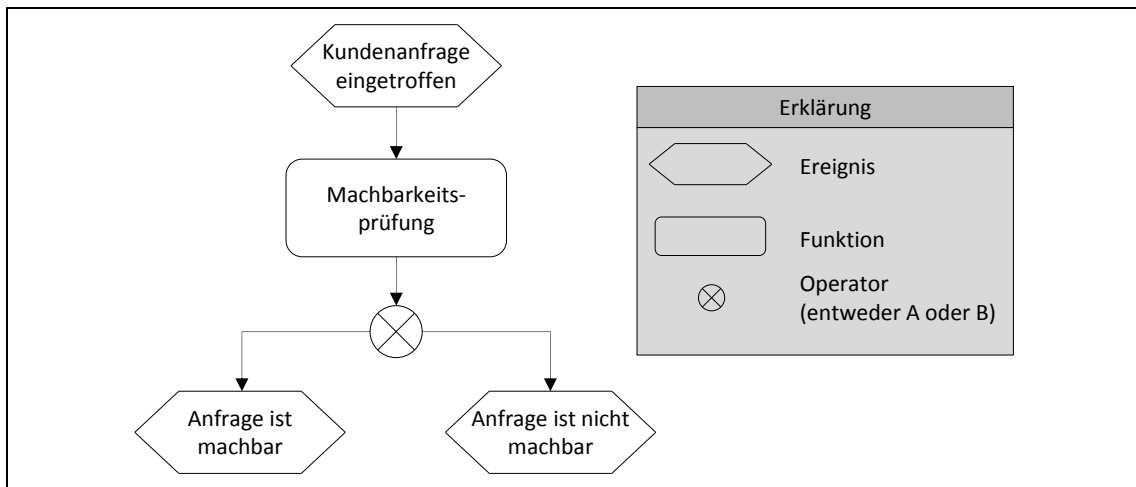 Kundenanfrage
eingetroffen
Machbarkeits-
prüfung
Anfrage ist
machbar
Anfrage ist nicht
machbar
Erklärung
Ereignis
Funktion
Operator
(entweder A oder B)